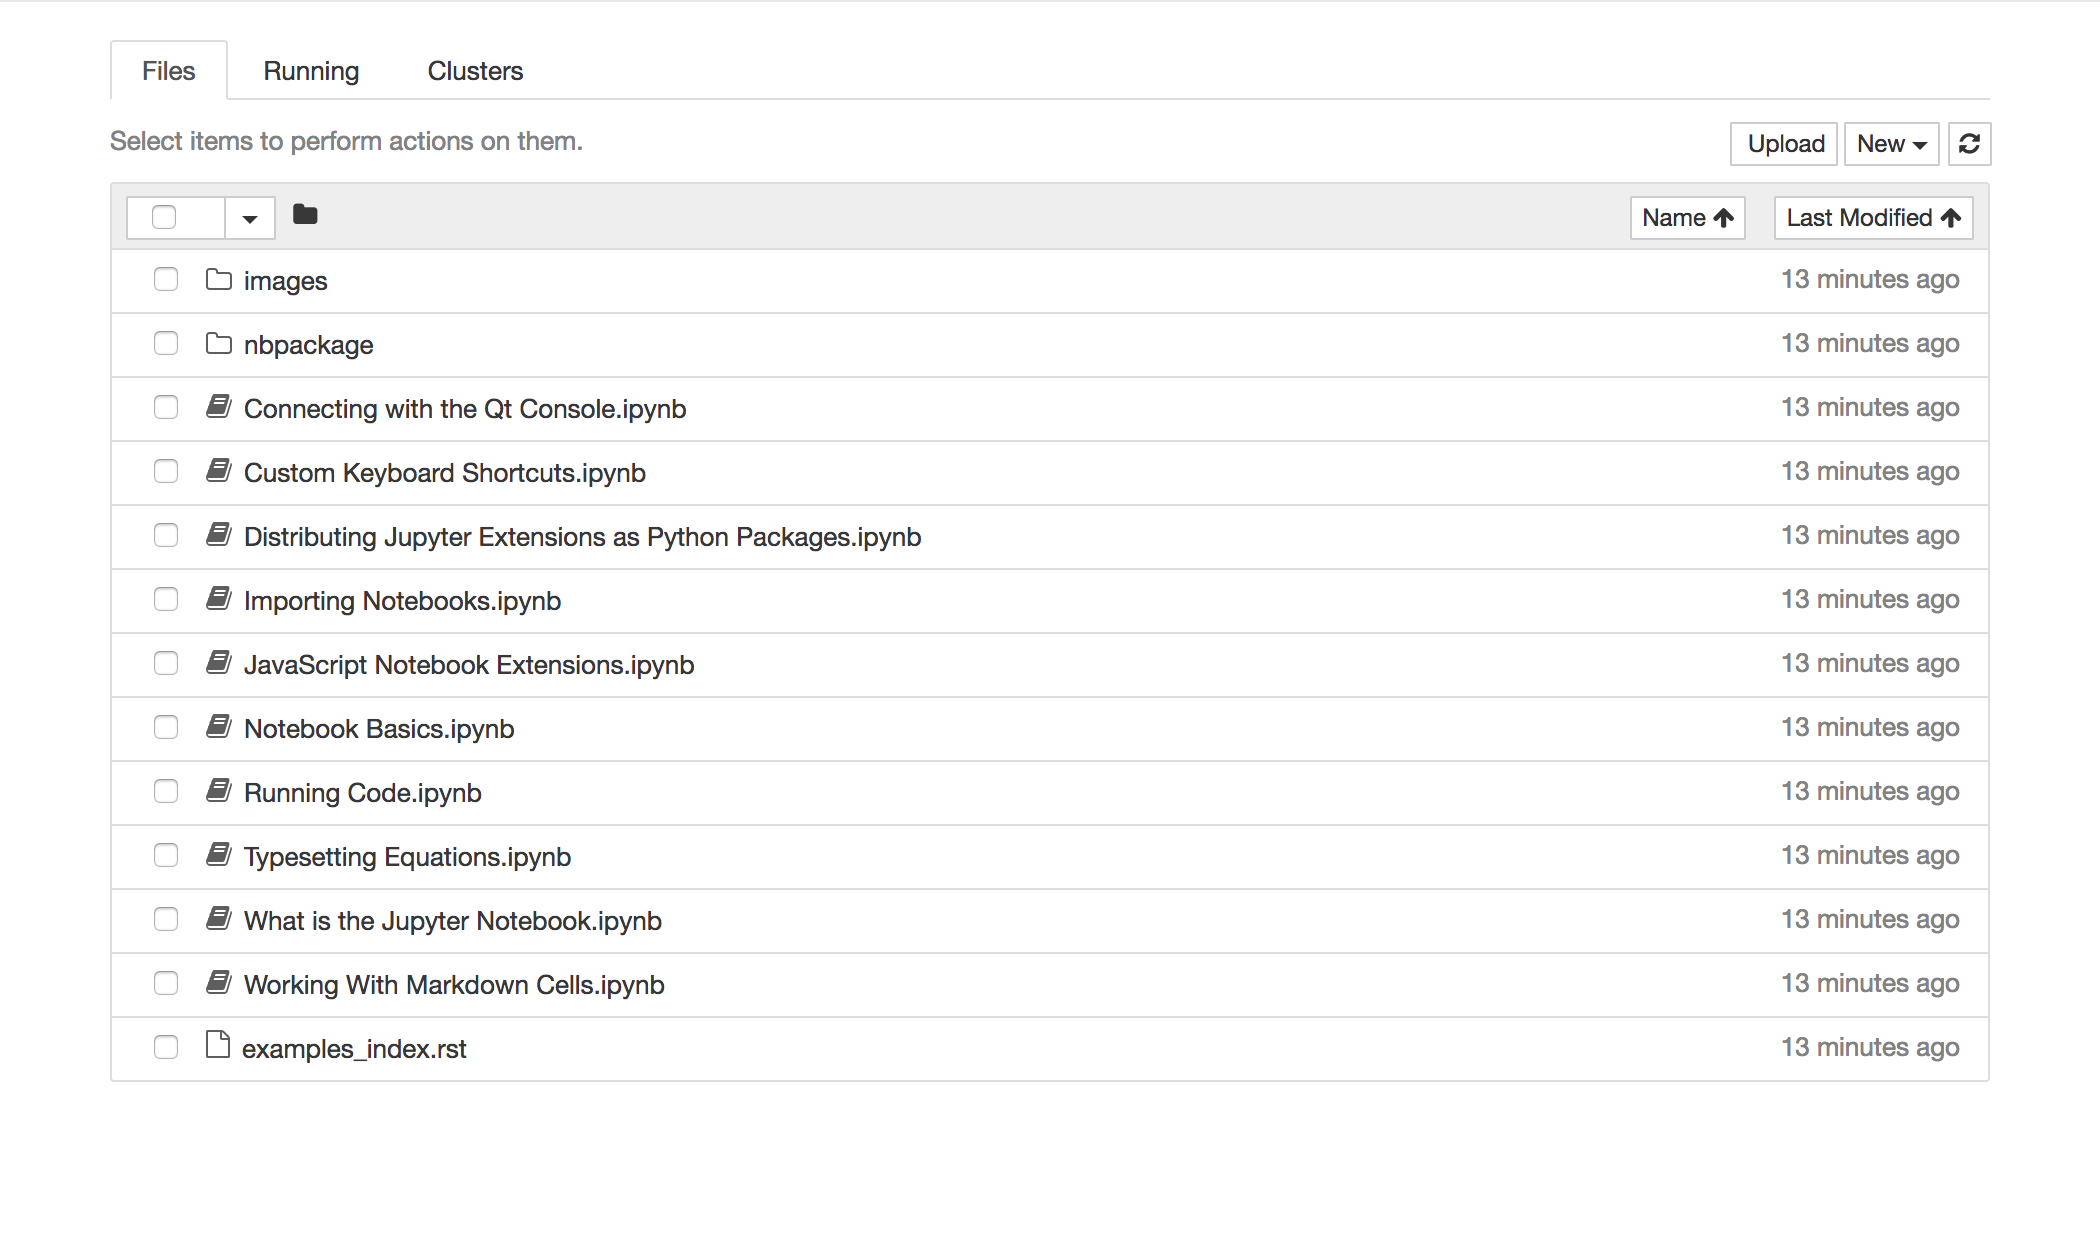 Files Running Clusters
Select items to perform actions on them. Upload New
Name Last Modified
images 13 minutes ago
nbpackage 13 minutes ago
Connecting with the Qt Console.ipynb 13 minutes ago
Custom Keyboard Shortcuts.ipynb 13 minutes ago
Distributing Jupyter Extensions as Python Packages.ipynb 13 minutes ago
Importing Notebooks.ipynb 13 minutes ago
JavaScript Notebook Extensions.ipynb 13 minutes ago
Notebook Basics.ipynb 13 minutes ago
Running Code.ipynb 13 minutes ago
Typesetting Equations.ipynb 13 minutes ago
What is the Jupyter Notebook.ipynb 13 minutes ago
Working With Markdown Cells.ipynb 13 minutes ago
examples_index.rst 13 minutes ago